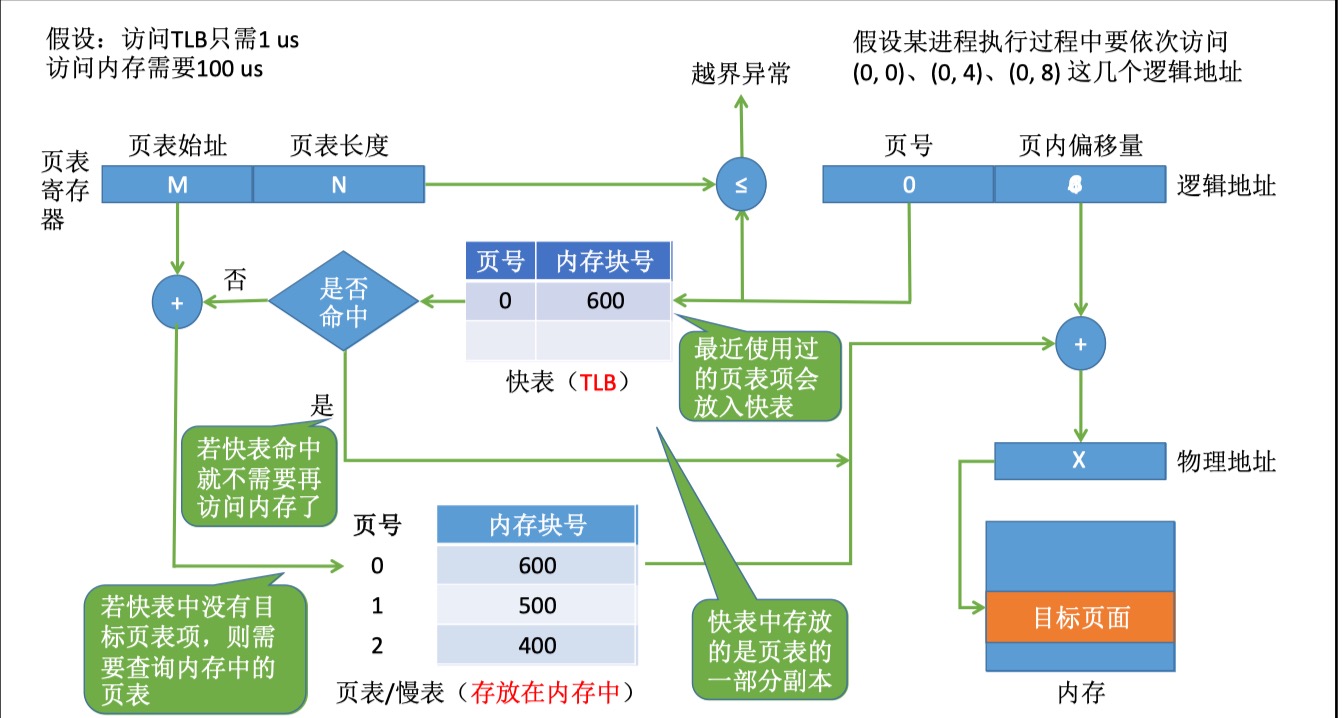 假设：访问TLB只需1 us
访问内存需要100 us
假设某进程执行过程中要依次访问
(0, 0)、(0, 4)、(0, 8) 这几个逻辑地址
越界异常
页表始址
页表长度
页号
页内偏移量
页表
寄存
器
M
N
≤
0
逻辑地址
页号
内存块号
0
600
快表（TLB）
是否
命中
否
是
+
+
最近使用过
的页表项会
放入快表
若快表命中
就不需要再
访问内存了
X
物理地址
页号
内存块号
0
600
1
500
2
400
页表/慢表（存放在内存中）
若快表中没有目
标页表项，则需
要查询内存中的
页表
快表中存放
的是页表的
一部分副本
目标页面
内存